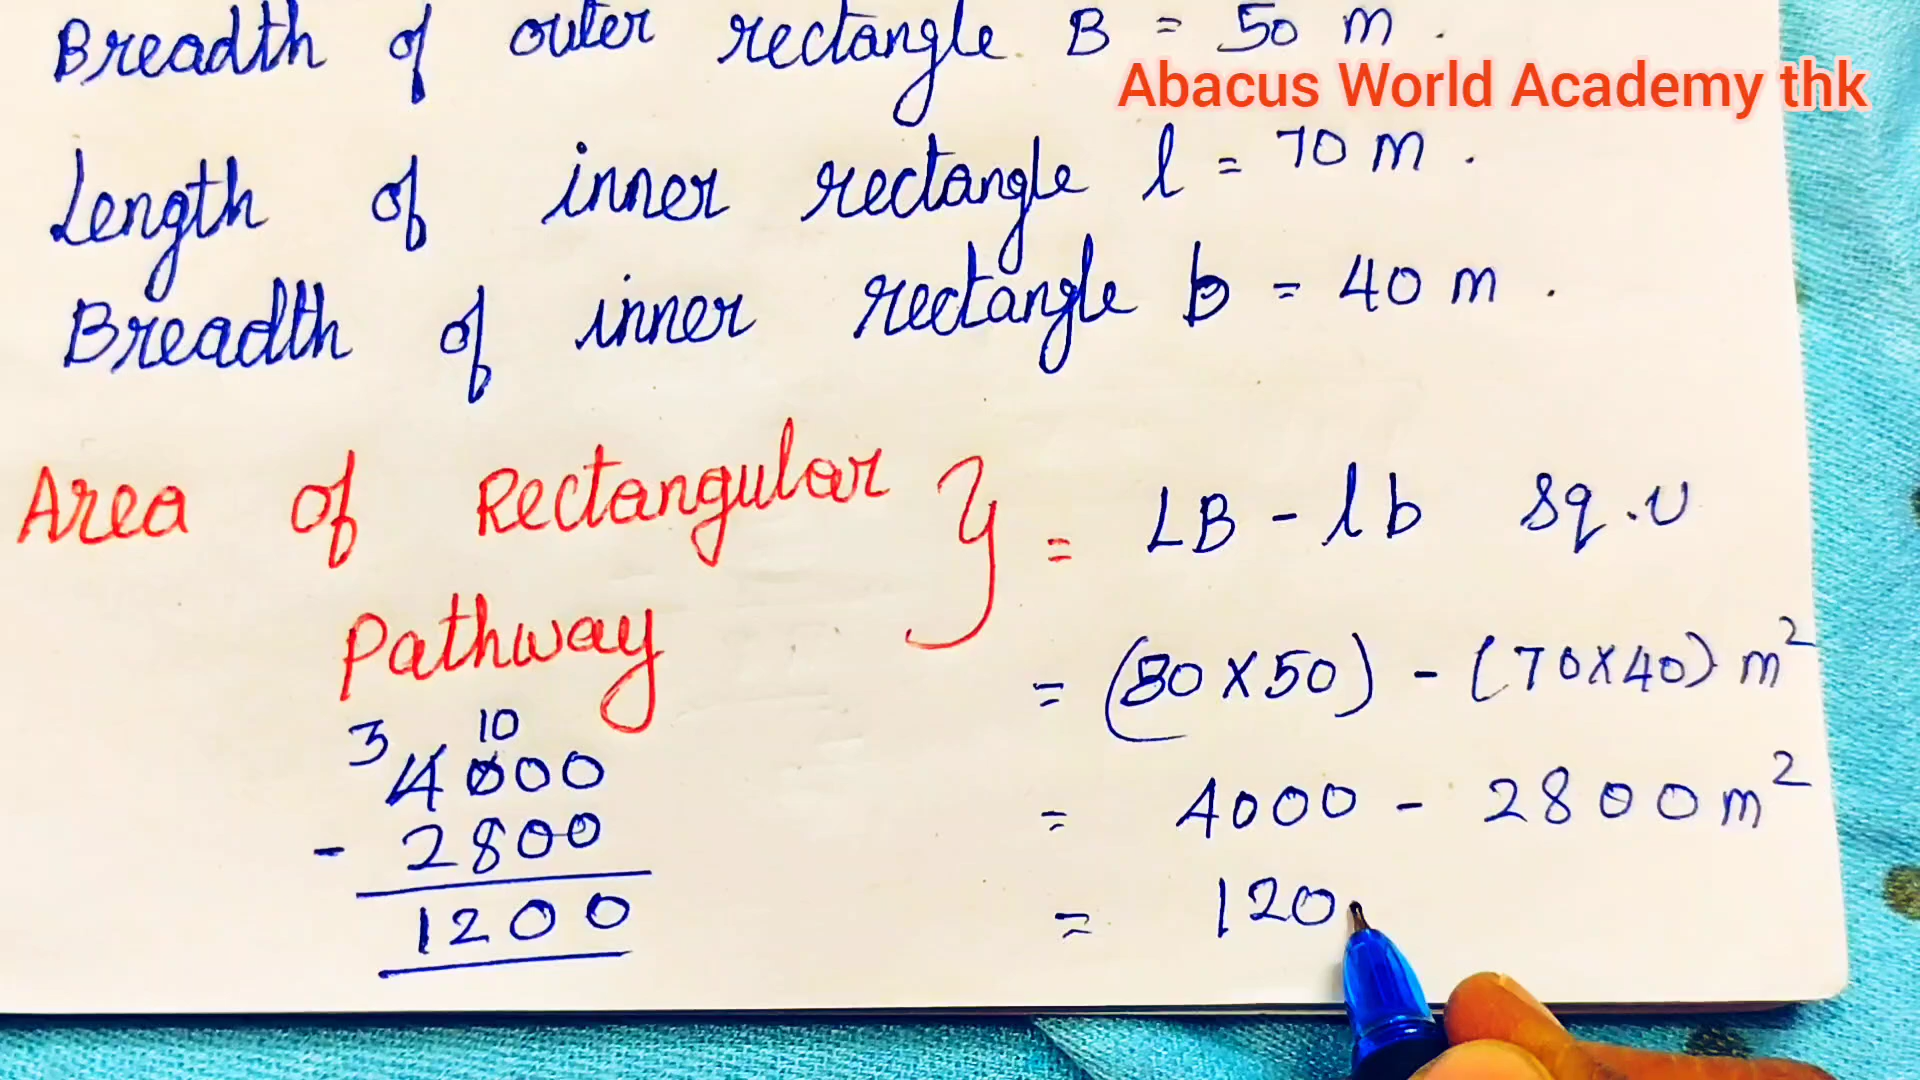 Breadth of outer rectangle B = 50 m.
Abacus World Academy thk
Length of inner rectangle l = 70 m.
Breadth of inner rectangle b = 40 m.
Area of Rectangular } = LB - lb sq.u
Pathway
= (80 X 50) - (70 X 40) m²
3 10
4000
- 2800
1200
= 4000 - 2800 m²
= 120